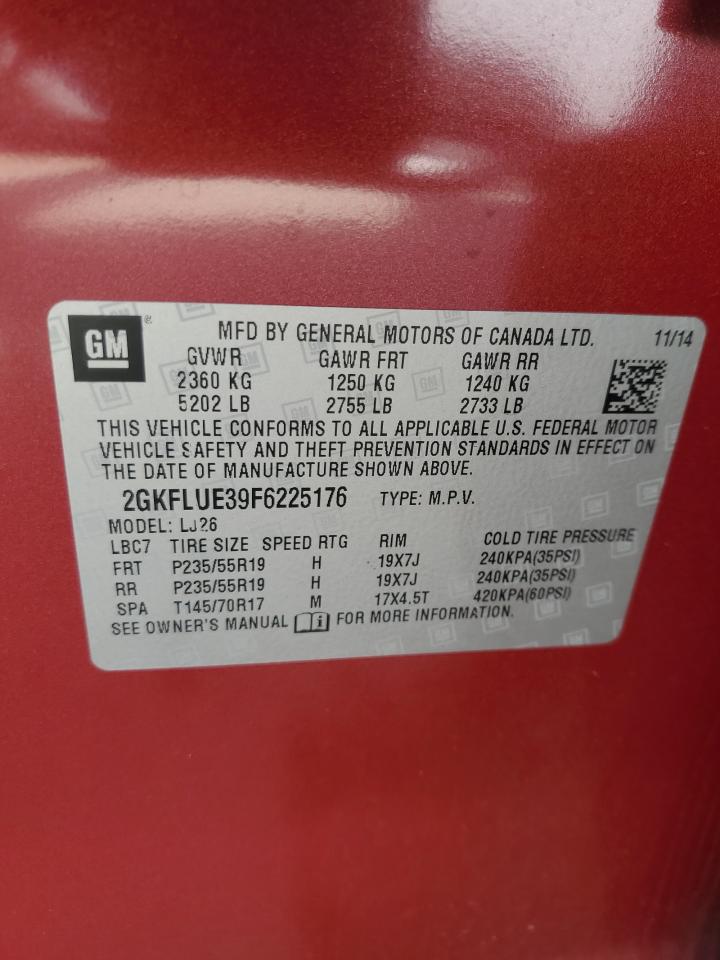 GM ®
MFD BY GENERAL MOTORS OF CANADA LTD. 11/14
GVWR GAWR FRT GAWR RR
2360 KG 1250 KG 1240 KG
5202 LB 2755 LB 2733 LB
THIS VEHICLE CONFORMS TO ALL APPLICABLE U.S. FEDERAL MOTOR
VEHICLE SAFETY AND THEFT PREVENTION STANDARDS IN EFFECT ON
THE DATE OF MANUFACTURE SHOWN ABOVE.
2GKFLUE39F6225176 TYPE: M.P.V.
MODEL: LJ26
LBC7 TIRE SIZE SPEED RTG RIM COLD TIRE PRESSURE
FRT P235/55R19 H 19X7J 240KPA(35PSI)
RR P235/55R19 H 19X7J 240KPA(35PSI)
SPA T145/70R17 M 17X4.5T 420KPA(60PSI)
SEE OWNER'S MANUAL i FOR MORE INFORMATION.